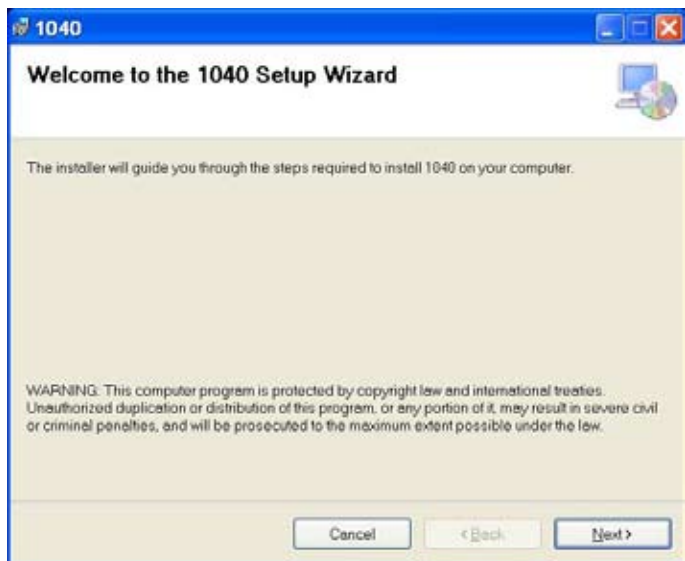 1040
Welcome to the 1040 Setup Wizard
The installer will guide you through the steps required to install 1040 on your computer.
WARNING: This computer program is protected by copyright law and international treaties.
Unauthorized duplication or distribution of this program, or any portion of it, may result in severe civil
or criminal penalties, and will be prosecuted to the maximum extent possible under the law.
Cancel
< Back
Next >